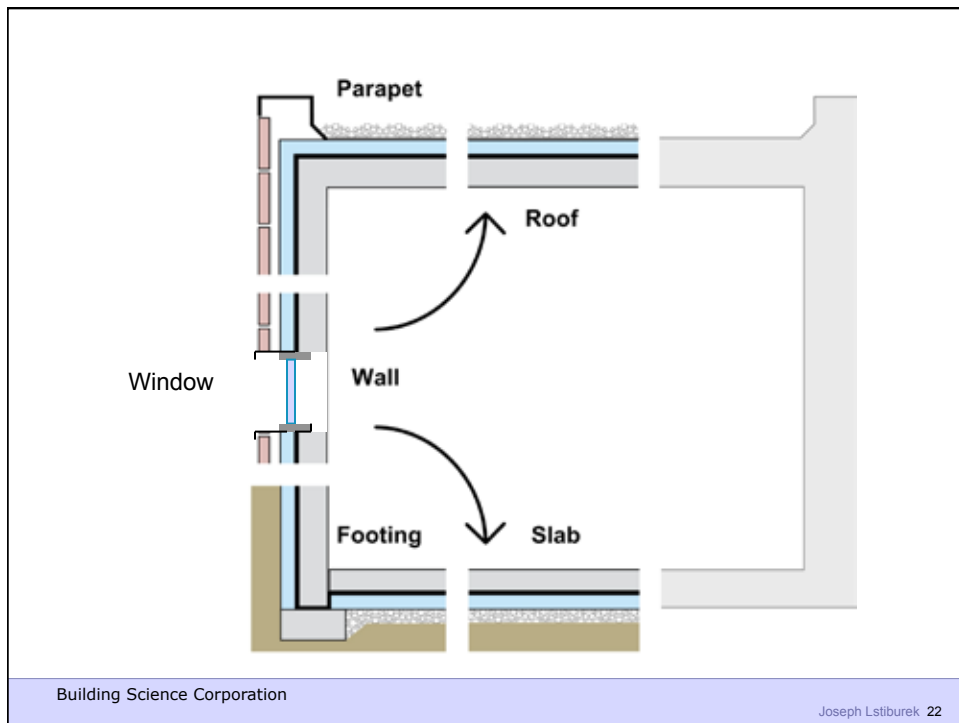 Parapet
Roof
Window
Wall
Footing
Slab
Building Science Corporation
Joseph Lstiburek 22